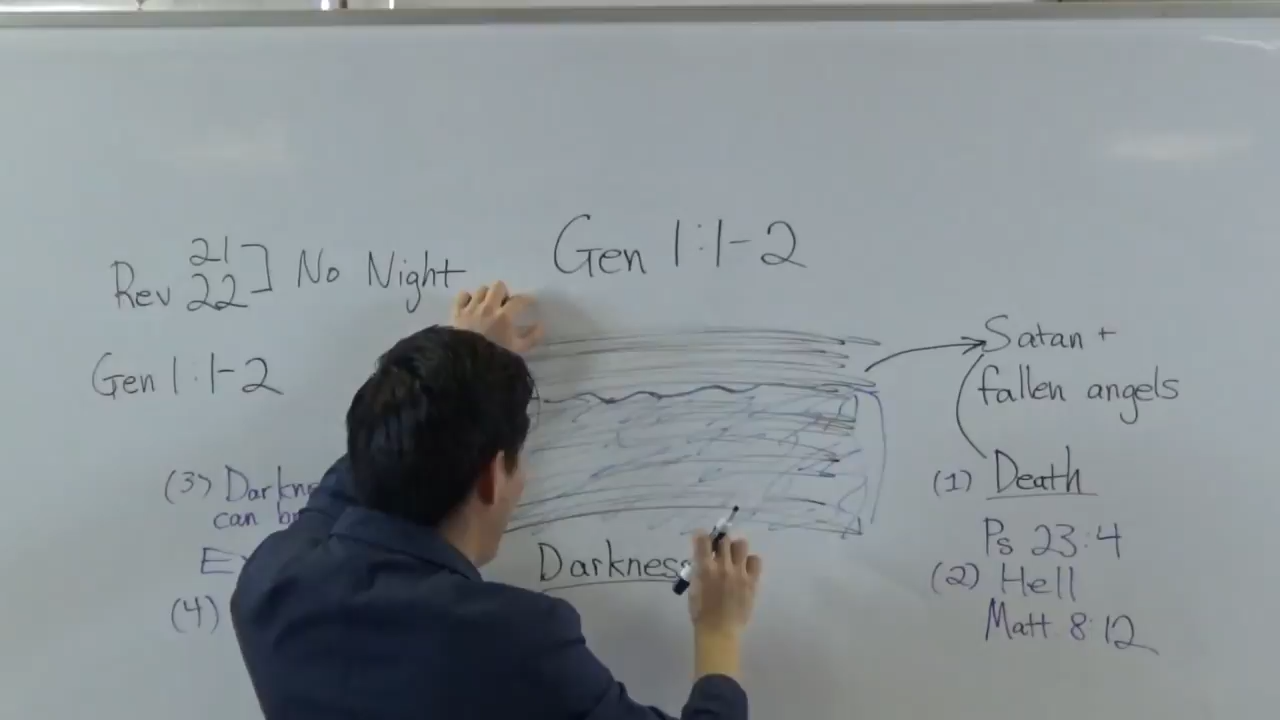 Gen 1:1-2
Rev 21 22 ] No Night
Gen 1:1-2
(3)
can
(4)
Darkness
Satan +
fallen angels
(1) Death
Ps 23:4
(2) Hell
Matt 8:12